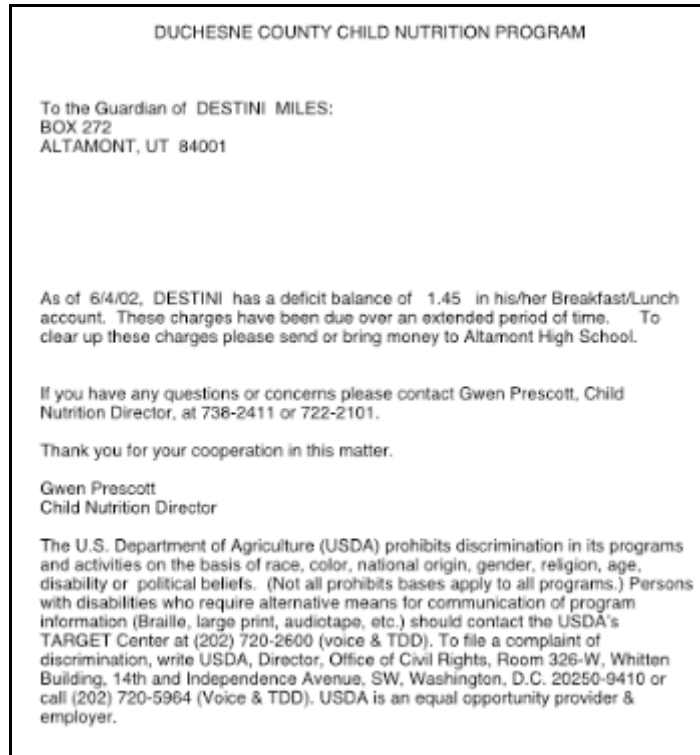 DUCHESNE COUNTY CHILD NUTRITION PROGRAM
To the Guardian of DESTINI MILES:
BOX 272
ALTAMONT, UT 84001
As of 6/4/02, DESTINI has a deficit balance of 1.45 in his/her Breakfast/Lunch
account. These charges have been due over an extended period of time. To
clear up these charges please send or bring money to Altamont High School.
If you have any questions or concerns please contact Gwen Prescott, Child
Nutrition Director, at 738-2411 or 722-2101.
Thank you for your cooperation in this matter.
Gwen Prescott
Child Nutrition Director
The U.S. Department of Agriculture (USDA) prohibits discrimination in its programs
and activities on the basis of race, color, national origin, gender, religion, age,
disability or political beliefs. (Not all prohibits bases apply to all programs.) Persons
with disabilities who require alternative means for communication of program
information (Braille, large print, audiotape, etc.) should contact the USDA's
TARGET Center at (202) 720-2600 (voice & TDD). To file a complaint of
discrimination, write USDA, Director, Office of Civil Rights, Room 326-W, Whitten
Building, 14th and Independence Avenue, SW, Washington, D.C. 20250-9410 or
call (202) 720-5964 (Voice & TDD). USDA is an equal opportunity provider &
employer.